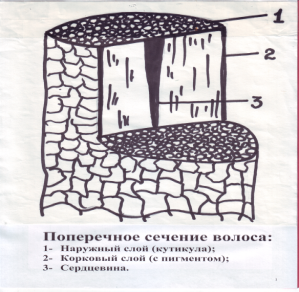 1
2
3
Поперечное сечение волоса:
1- Наружный слой (кутикула);
2- Корковый слой (с пигментом);
3- Сердцевина.